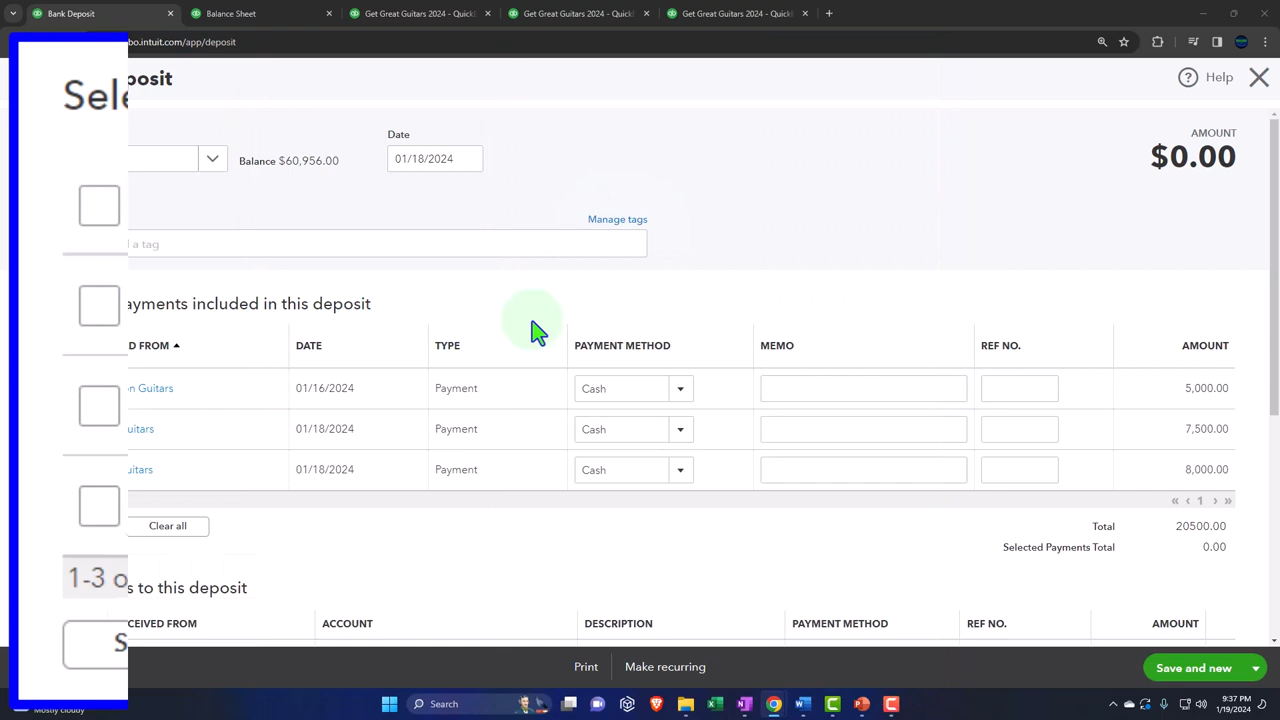 Bank Deposit
Get Great Guitars 2024 - Quick
Get Great Guitars Cash - Quick
Get Great Guitars 2024 - Quick
bo.intuit.com/app/deposit
posit
Help
Sele
Date
AMOUNT
Balance $60,956.00
01/18/2024
$0.00
Manage tags
a tag
ayments included in this deposit
D FROM
DATE
TYPE
PAYMENT METHOD
MEMO
REF NO.
AMOUNT
n Guitars
01/16/2024
Payment
Cash
5,000.00
uitars
01/18/2024
Payment
Cash
7,500.00
uitars
01/18/2024
Payment
Cash
8,000.00
1
Clear all
Total
20500.00
Selected Payments Total
0.00
1-3 o
s to this deposit
CEIVED FROM
ACCOUNT
DESCRIPTION
PAYMENT METHOD
REF NO.
AMOUNT
S
Print
Make recurring
Save and new
Mostly cloudy
Search
9:37 PM
1/19/2024